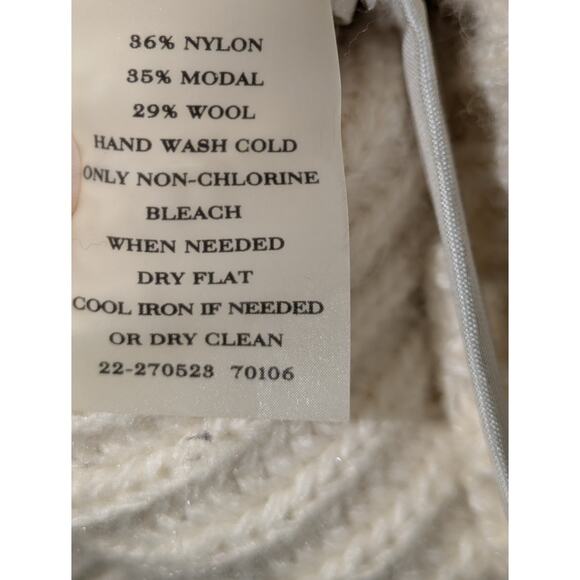 36% NYLON
35% MODAL
29% WOOL
HAND WASH COLD
ONLY NON-CHLORINE
BLEACH
WHEN NEEDED
DRY FLAT
COOL IRON IF NEEDED
OR DRY CLEAN
22-270523 70106